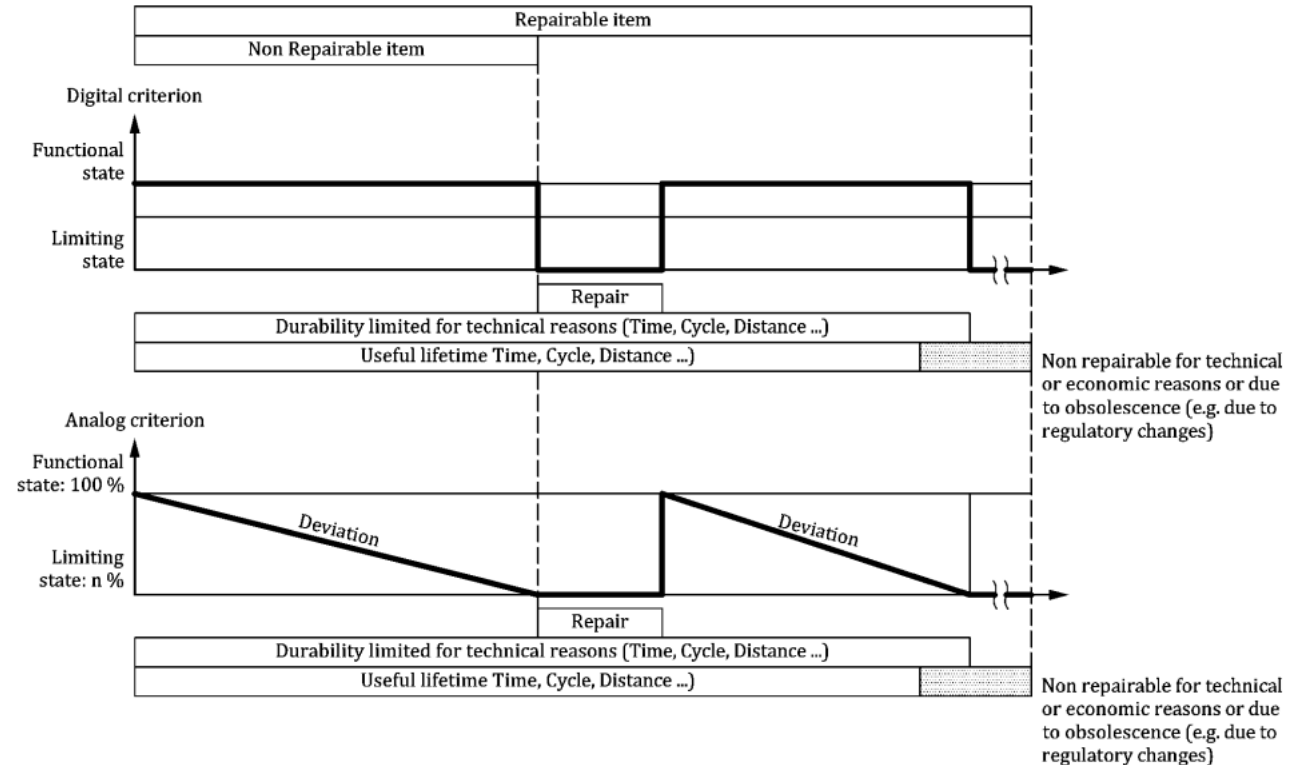 Repairable item
Non Repairable item
Digital criterion
Functional
state
Limiting
state
Repair
Durability limited for technical reasons (Time, Cycle, Distance ...)
Useful lifetime Time, Cycle, Distance ...)
Non repairable for technical
or economic reasons or due
to obsolescence (e.g. due to
regulatory changes)
Analog criterion
Functional
state: 100 %
Deviation
Deviation
Limiting
state: n %
Repair
Durability limited for technical reasons (Time, Cycle, Distance ...)
Useful lifetime Time, Cycle, Distance ...)
Non repairable for technical
or economic reasons or due
to obsolescence (e.g. due to
regulatory changes)